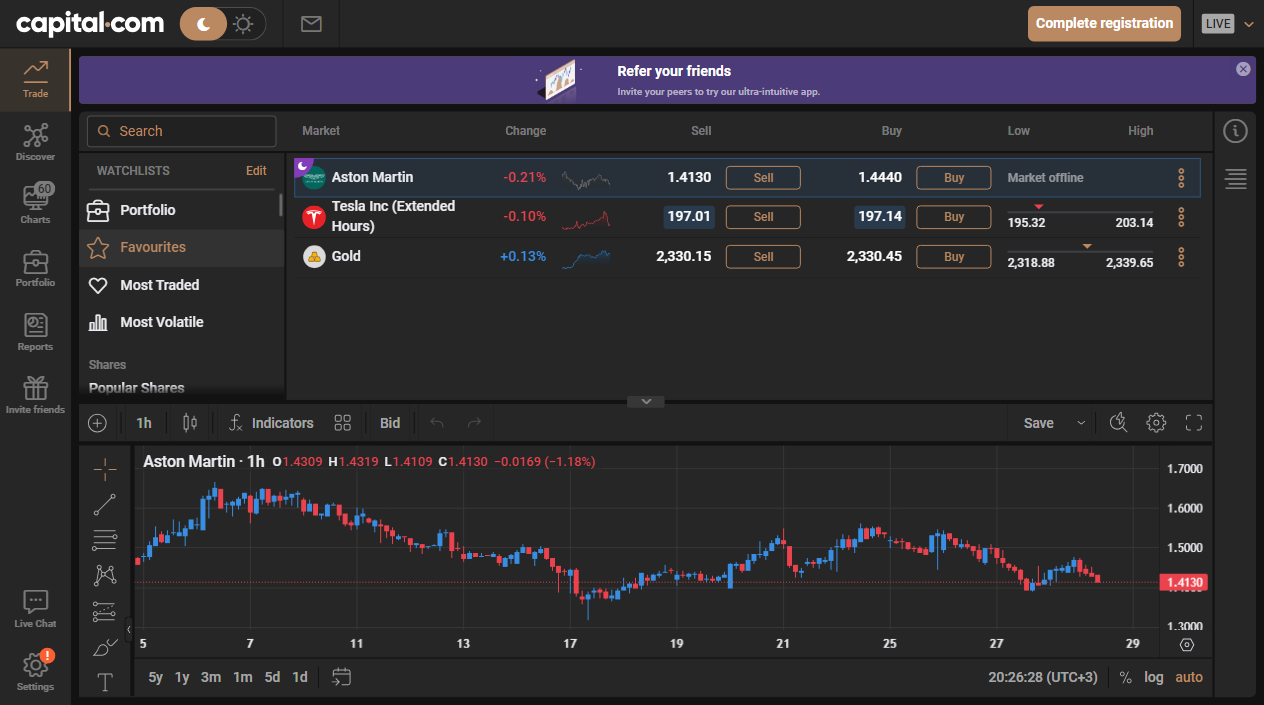 capital.com
Complete registration
LIVE
Trade
Discover
60
Charts
Portfolio
Reports
Invite friends
Live Chat
!
Settings
Refer your friends
Invite your peers to try our ultra-intuitive app.
Search
WATCHLISTS Edit
Portfolio
Favourites
Most Traded
Most Volatile
Shares
Popular Shares
Market Change Sell Buy Low High
Aston Martin -0.21% 1.4130 Sell 1.4440 Buy Market offline
Tesla Inc (Extended
Hours) -0.10% 197.01 Sell 197.14 Buy 195.32 203.14
Gold +0.13% 2,330.15 Sell 2,330.45 Buy 2,318.88 2,339.65
1h Indicators Bid Save
Aston Martin · 1h O1.4309 H1.4319 L1.4109 C1.4130 −0.0169 (−1.18%)
1.7000
1.6000
1.5000
1.4130
1.3000
5 7 11 13 17 19 21 25 27 29
5y 1y 3m 1m 5d 1d 20:26:28 (UTC+3) % log auto